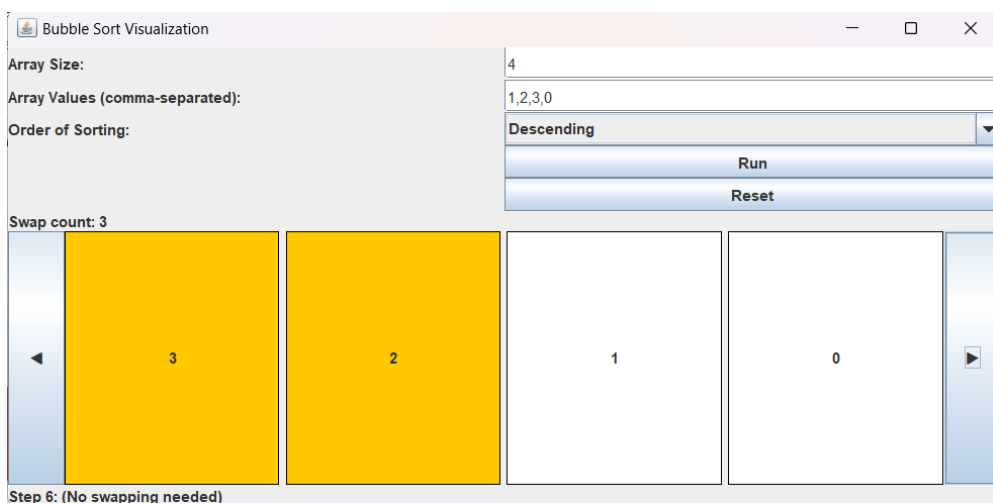 Bubble Sort Visualization
Array Size: 4
Array Values (comma-separated): 1,2,3,0
Order of Sorting: Descending
Run
Reset
Swap count: 3
3 2 1 0
Step 6: (No swapping needed)